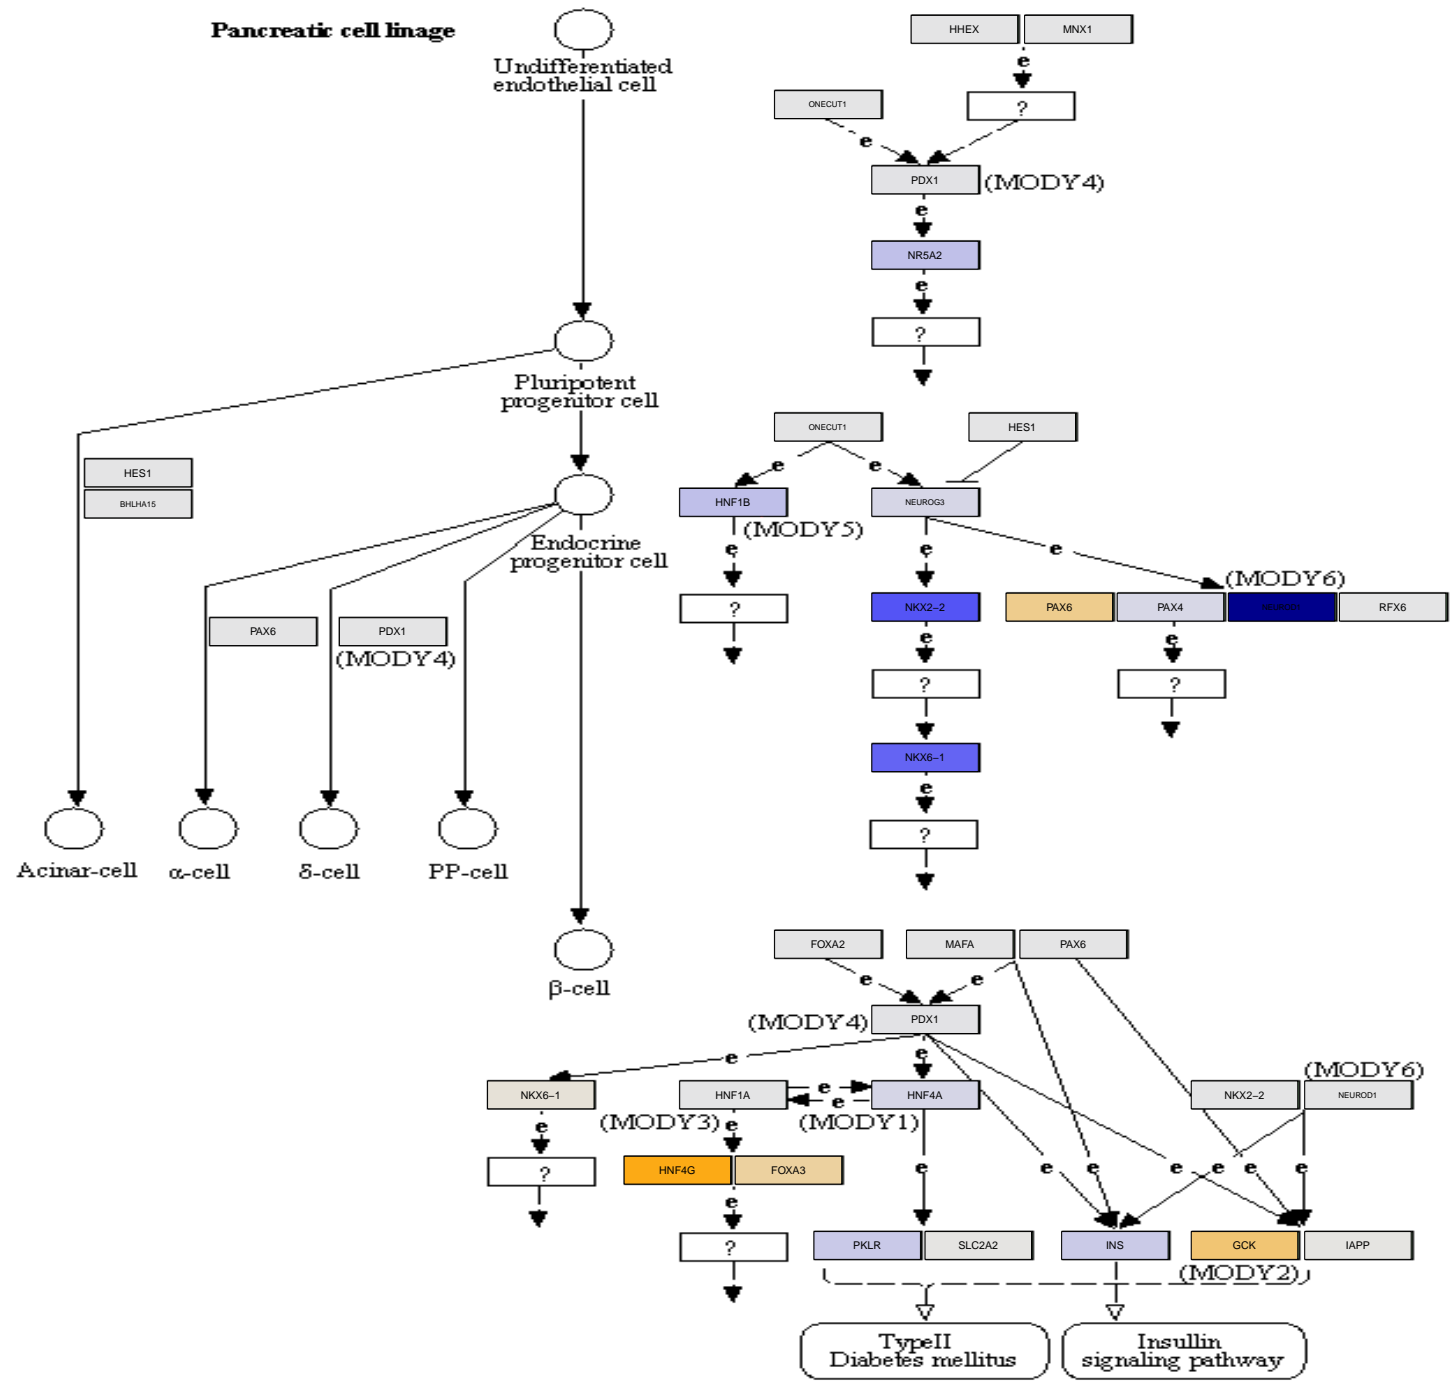 Pancreatic cell linage
HHEX
MNX1
e
Undifferentiated
endothelial cell
ONECUT1
?
e
PDX1
(MODY4)
e
NR5A2
e
?
Pluripotent
progenitor cell
ONECUT1
HES1
e
e
HES1
BHLHA15
HNF1B
NEUROG3
(MODY5)
Endocrine
progenitor cell
e
e
e
(MODY6)
?
NKX2-2
PAX6
PAX4
NEUROD1
RFX6
PAX6
PDX1
(MODY4)
e
e
?
?
NKX6-1
e
?
Acinar-cell
α-cell
δ-cell
PP-cell
FOXA2
MAFA
PAX6
β-cell
e
e
PDX1
(MODY4)
e
e
(MODY6)
NKX6-1
HNF1A
e
e
HNF4A
NKX2-2
NEUROD1
(MODY3)
(MODY1)
e
e
?
HNF4G
FOXA3
e
e
e
e
e
e
e
?
PKLR
SLC2A2
INS
GCK
IAPP
(MODY2)
TypeII
Diabetes mellitus
Insullin
signaling pathway